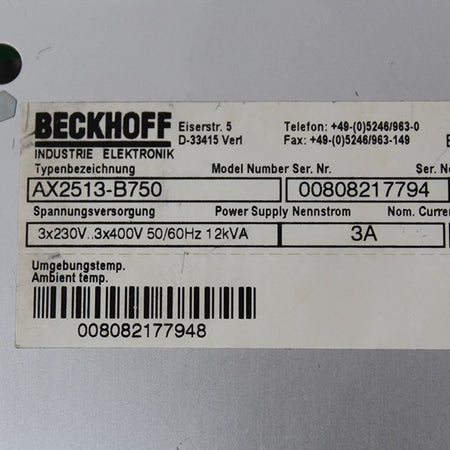 BECKHOFF
Eiserstr. 5 Telefon: +49-(0)5246/963-0
D-33415 Verl Fax: +49-(0)5246/963-149
INDUSTRIE ELEKTRONIK
Typenbezeichnung Model Number Ser. Nr. Ser. No
AX2513-B750 00808217794
Spannungsversorgung Power Supply Nennstrom Nom. Current
3x230V..3x400V 50/60Hz 12kVA 3A
Umgebungstemp.
Ambient temp.
008082177948